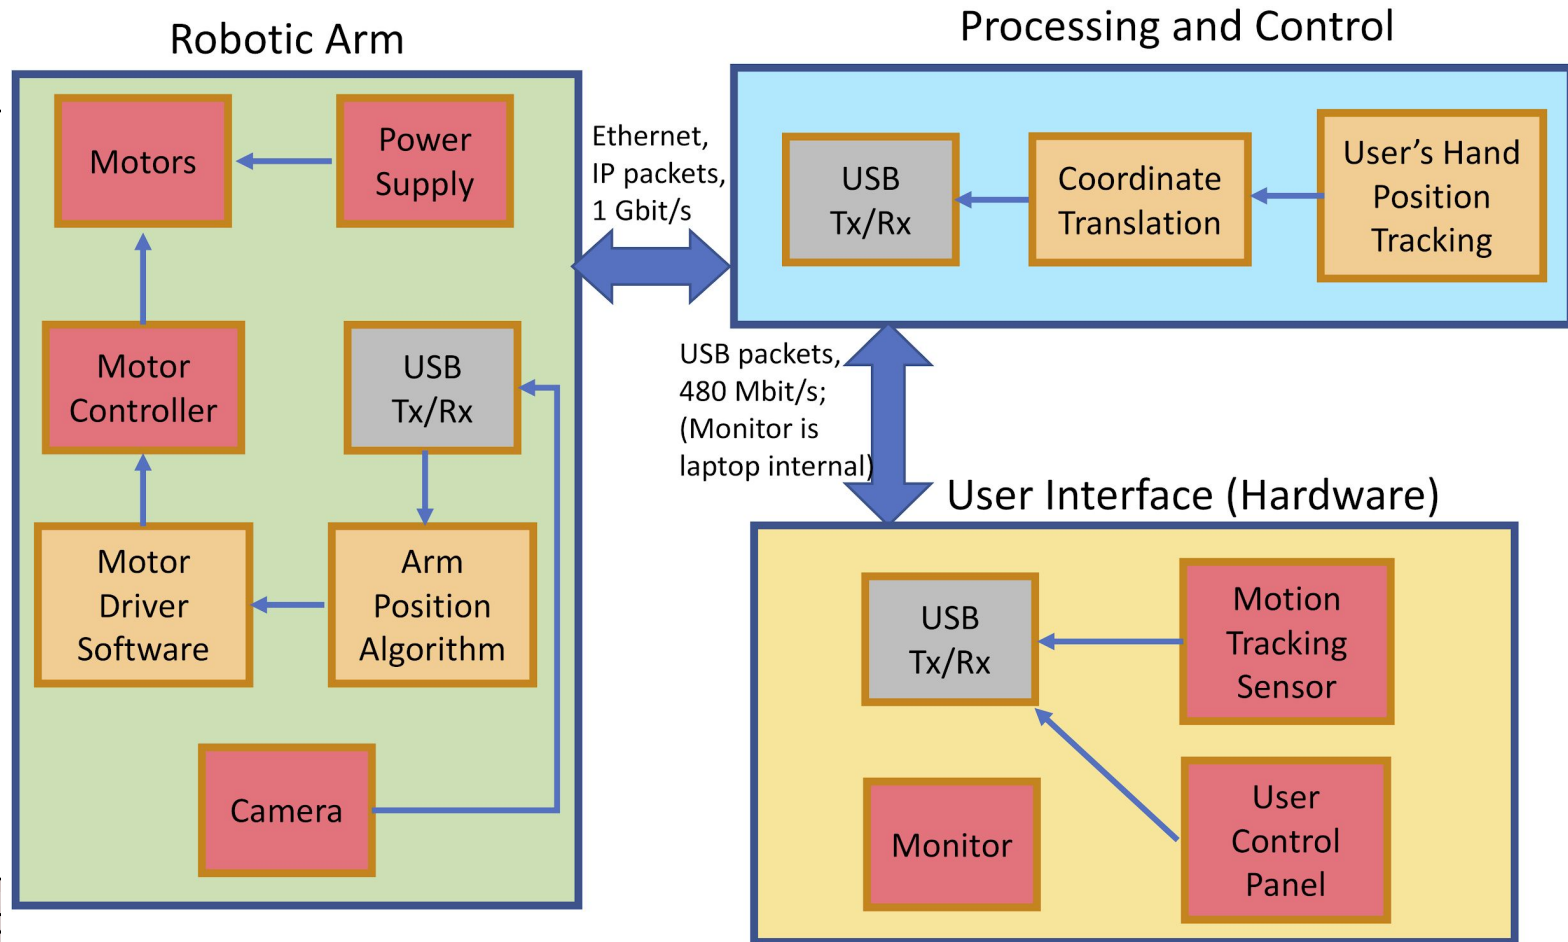 Robotic Arm
Motors
Power
Supply
Motor
Controller
USB
Tx/Rx
Motor
Driver
Software
Arm
Position
Algorithm
Camera
Ethernet,
IP packets,
1 Gbit/s
Processing and Control
USB
Tx/Rx
Coordinate
Translation
User’s Hand
Position
Tracking
USB packets,
480 Mbit/s;
(Monitor is
laptop internal)
User Interface (Hardware)
USB
Tx/Rx
Motion
Tracking
Sensor
Monitor
User
Control
Panel